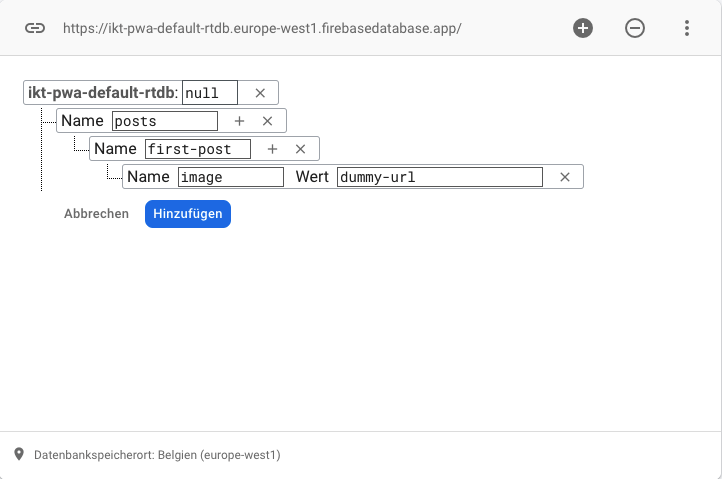 https://ikt-pwa-default-rtdb.europe-west1.firebasedatabase.app/
ikt-pwa-default-rtdb: null
Name posts
Name first-post
Name image Wert dummy-url
Abbrechen Hinzufügen
Datenbankspeicherort: Belgien (europe-west1)